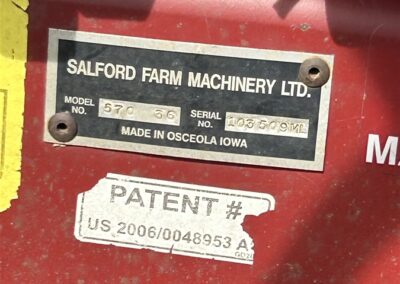 SALFORD FARM MACHINERY LTD.
MODEL NO. 570 36 SERIAL NO. 103509ML
MADE IN OSCEOLA IOWA
PATENT #
US 2006/0048953 A